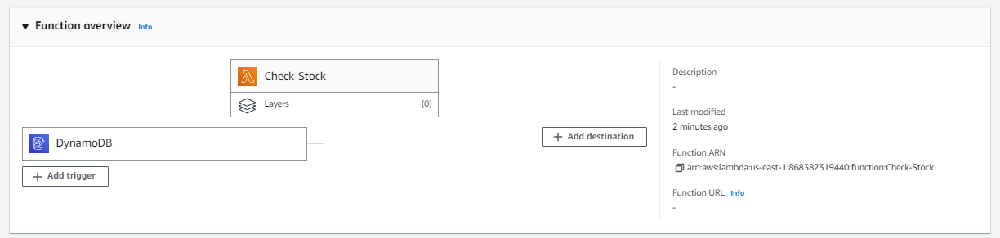 Function overview Info
Check-Stock
Layers (0)
DynamoDB
Add trigger
Add destination
Description
-
Last modified
2 minutes ago
Function ARN
arn:aws:lambda:us-east-1:868382319440:function:Check-Stock
Function URL Info
-